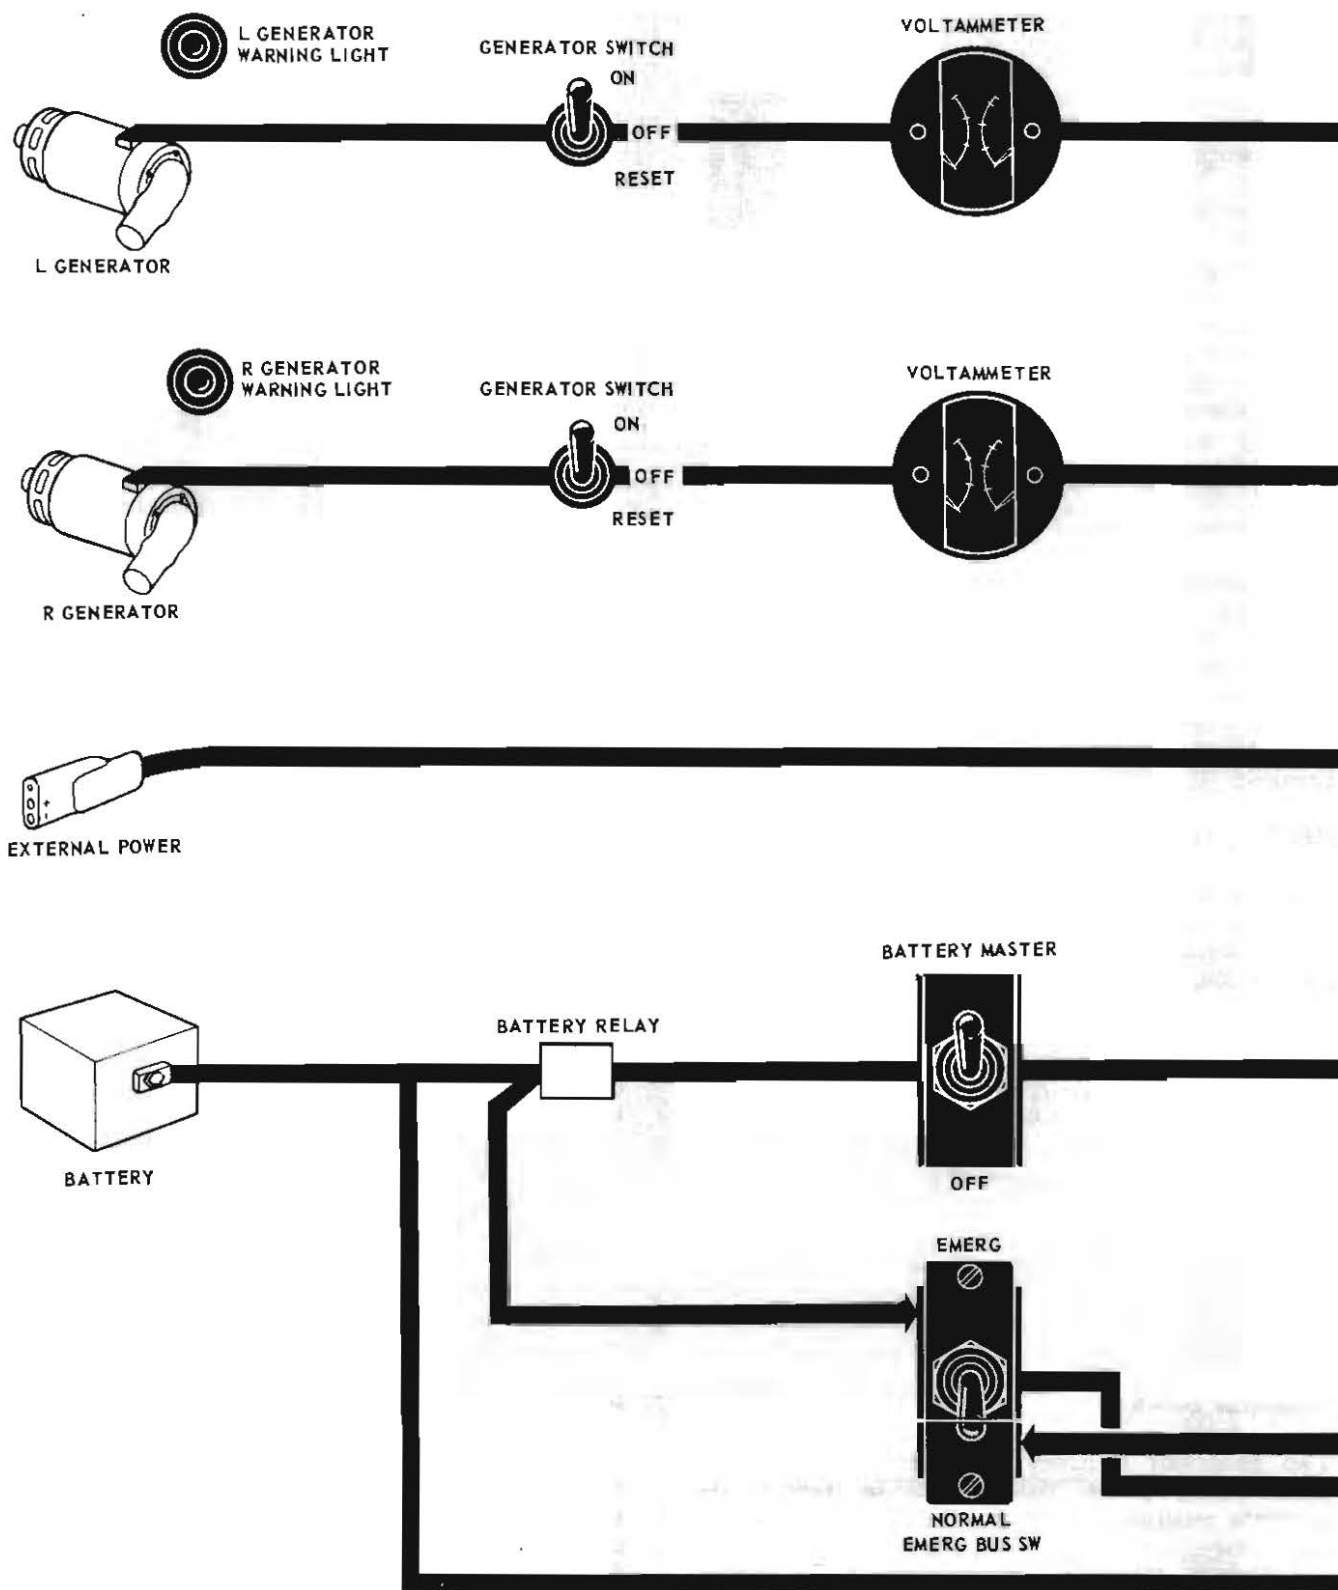 L GENERATOR
WARNING LIGHT
GENERATOR SWITCH
ON
OFF
RESET
VOLTAMMETER
L GENERATOR
R GENERATOR
WARNING LIGHT
GENERATOR SWITCH
ON
OFF
RESET
VOLTAMMETER
R GENERATOR
+
-
EXTERNAL POWER
BATTERY MASTER
BATTERY RELAY
BATTERY
OFF
EMERG
NORMAL
EMERG BUS SW